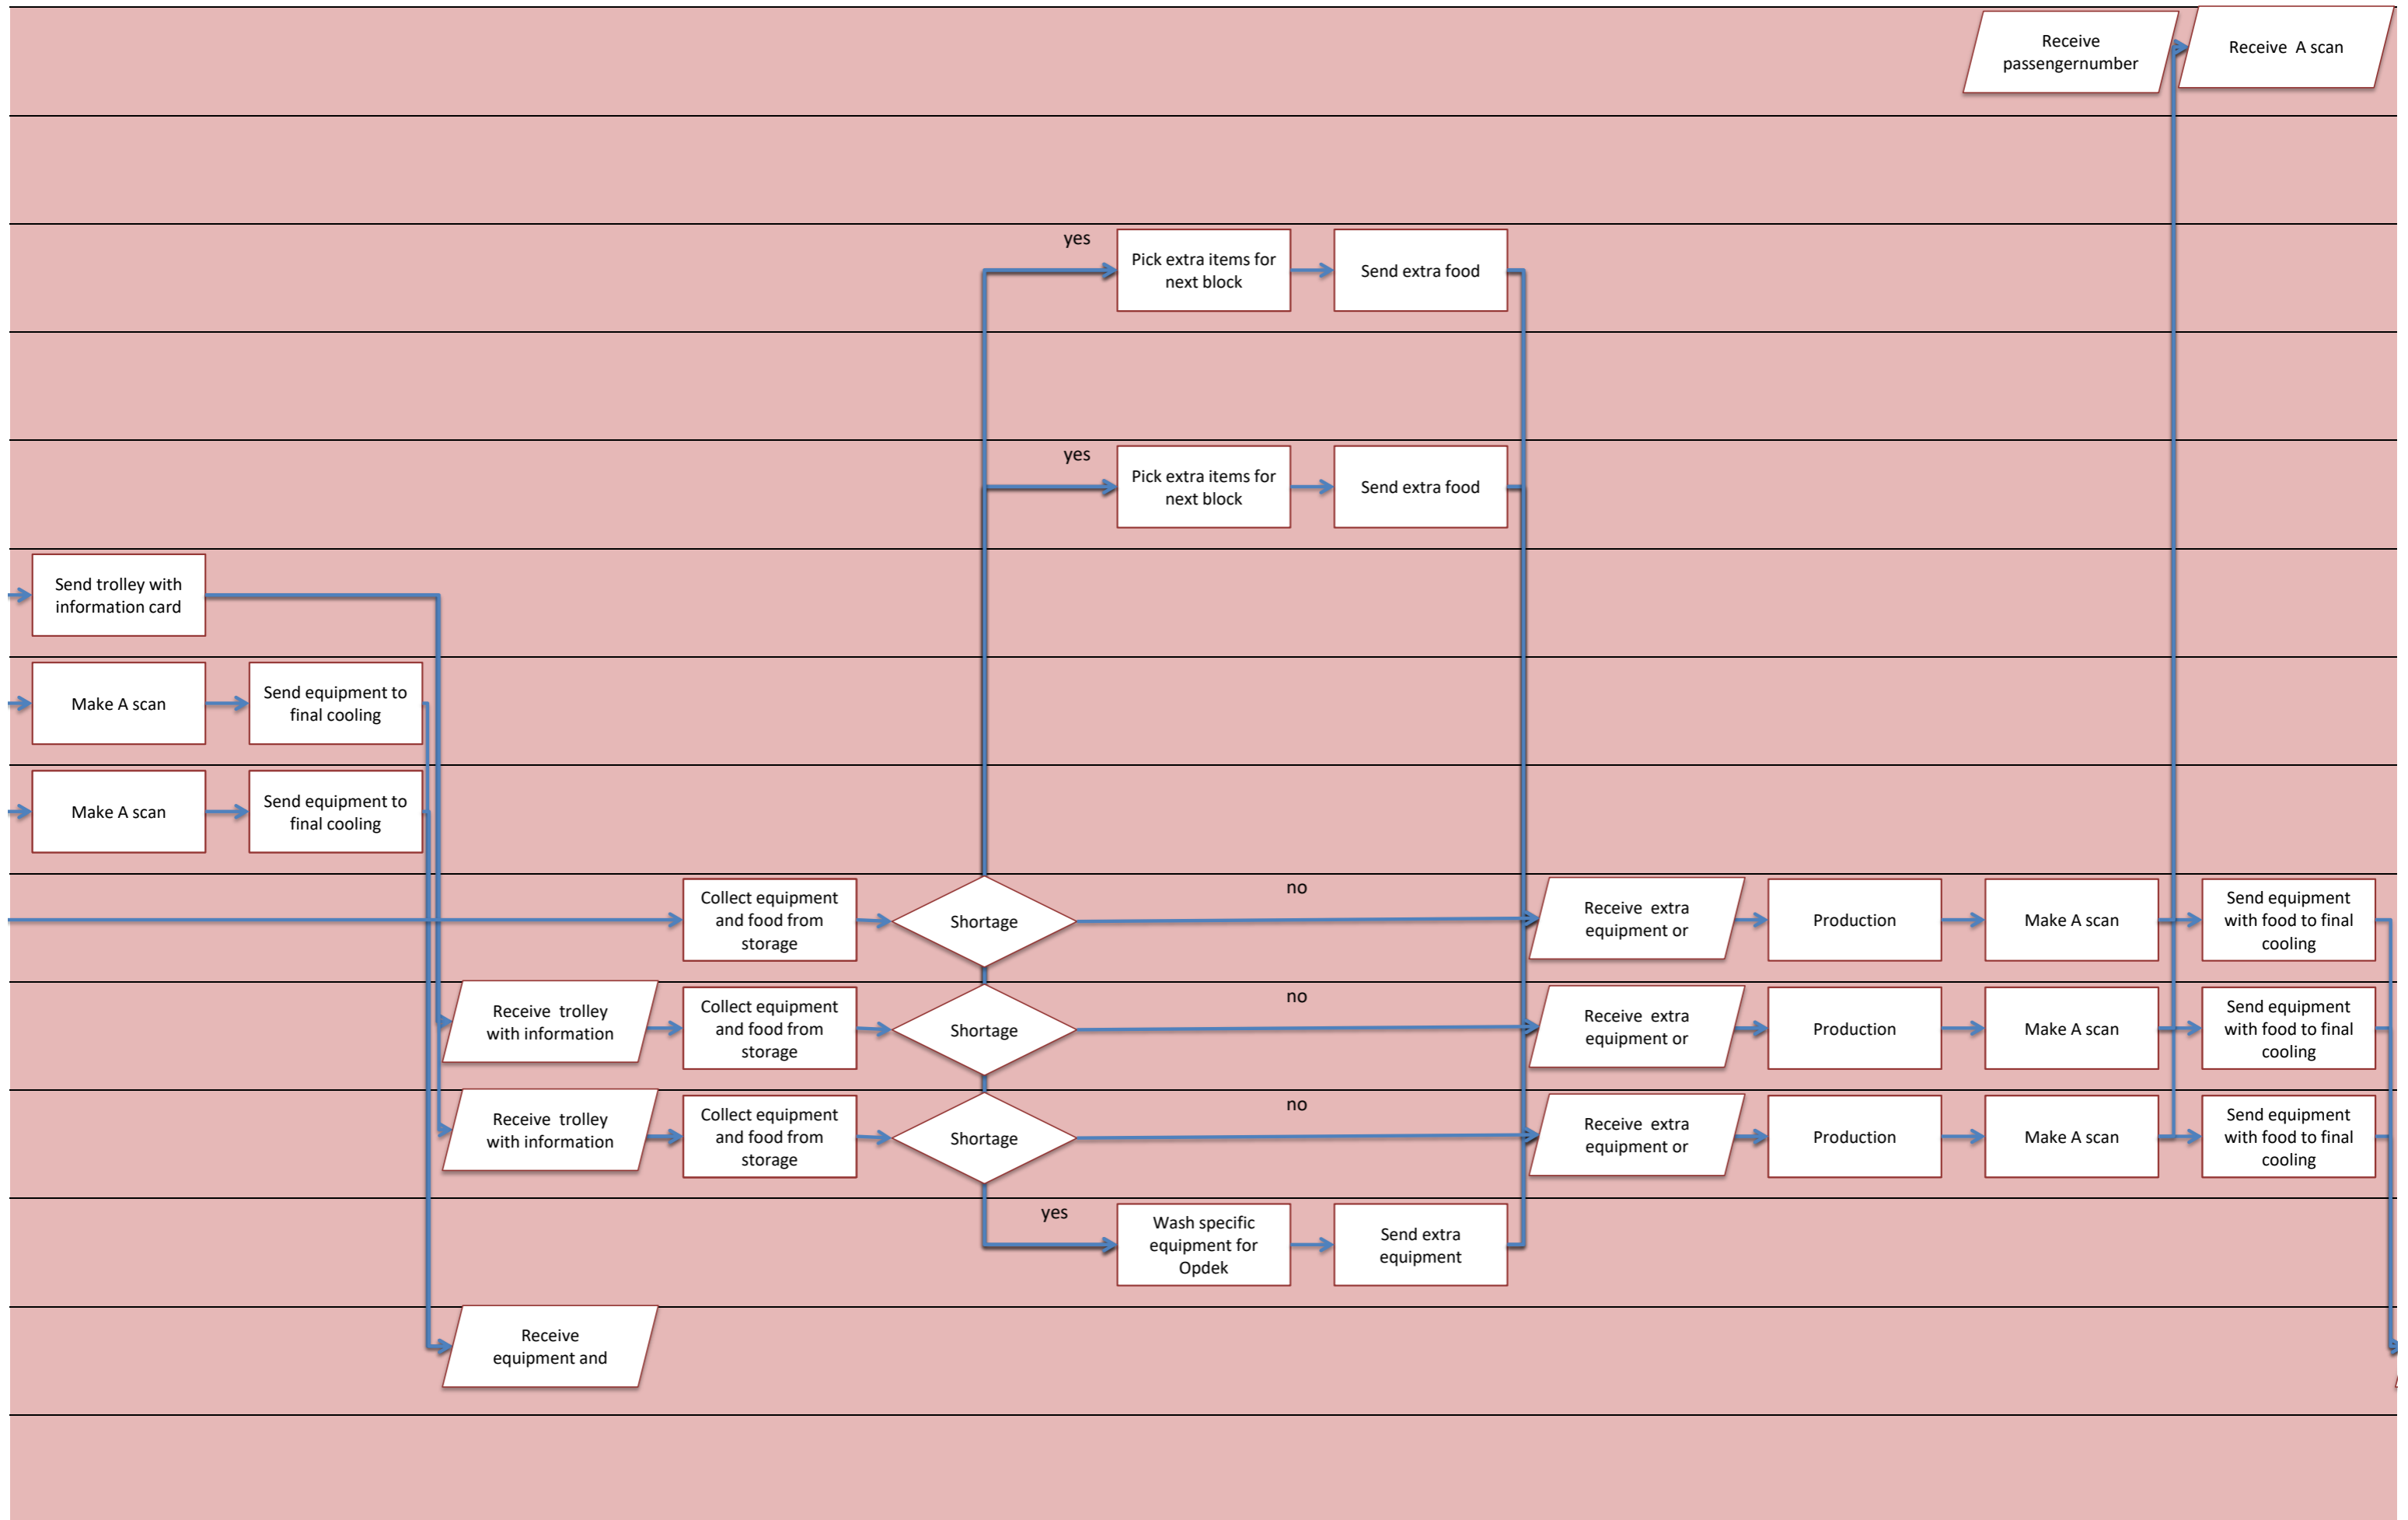 Receive
passengernumber
Receive  A scan
yes
Pick extra items for
next block
Send extra food
yes
Pick extra items for
next block
Send extra food
Send trolley with
information card
Make A scan
Send equipment to
final cooling
Make A scan
Send equipment to
final cooling
Collect equipment
and food from
storage
Shortage
no
Receive  extra
equipment or
Production
Make A scan
Send equipment
with food to final
cooling
Receive  trolley
with information
Collect equipment
and food from
storage
Shortage
no
Receive  extra
equipment or
Production
Make A scan
Send equipment
with food to final
cooling
Receive  trolley
with information
Collect equipment
and food from
storage
Shortage
no
Receive  extra
equipment or
Production
Make A scan
Send equipment
with food to final
cooling
yes
Wash specific
equipment for
Opdek
Send extra
equipment
Receive
equipment and